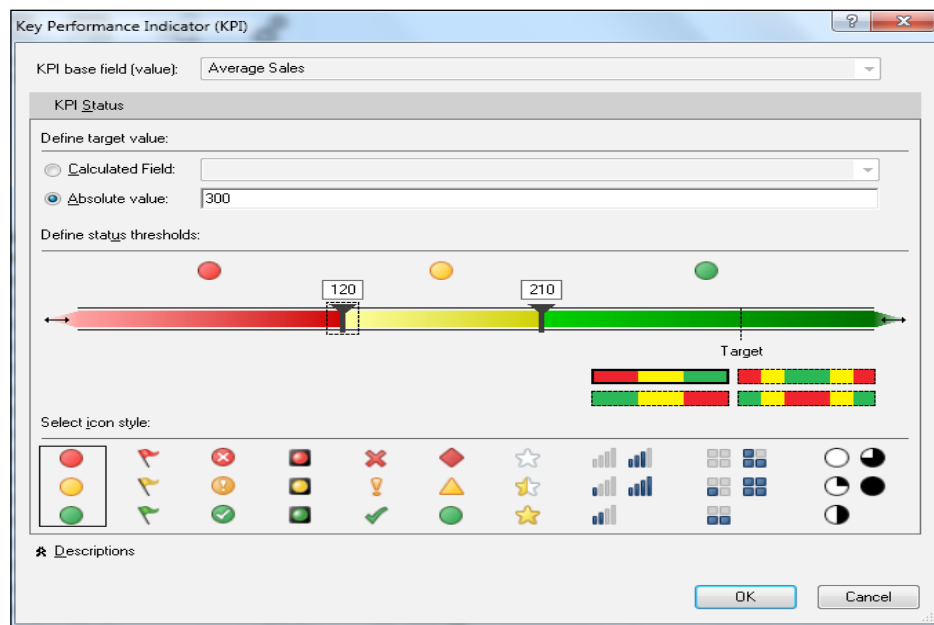 Key Performance Indicator (KPI)
KPI base field (value): Average Sales
KPI Status
Define target value:
Calculated Field:
Absolute value: 300
Define status thresholds:
120 210
Target
Select icon style:
Descriptions
OK Cancel